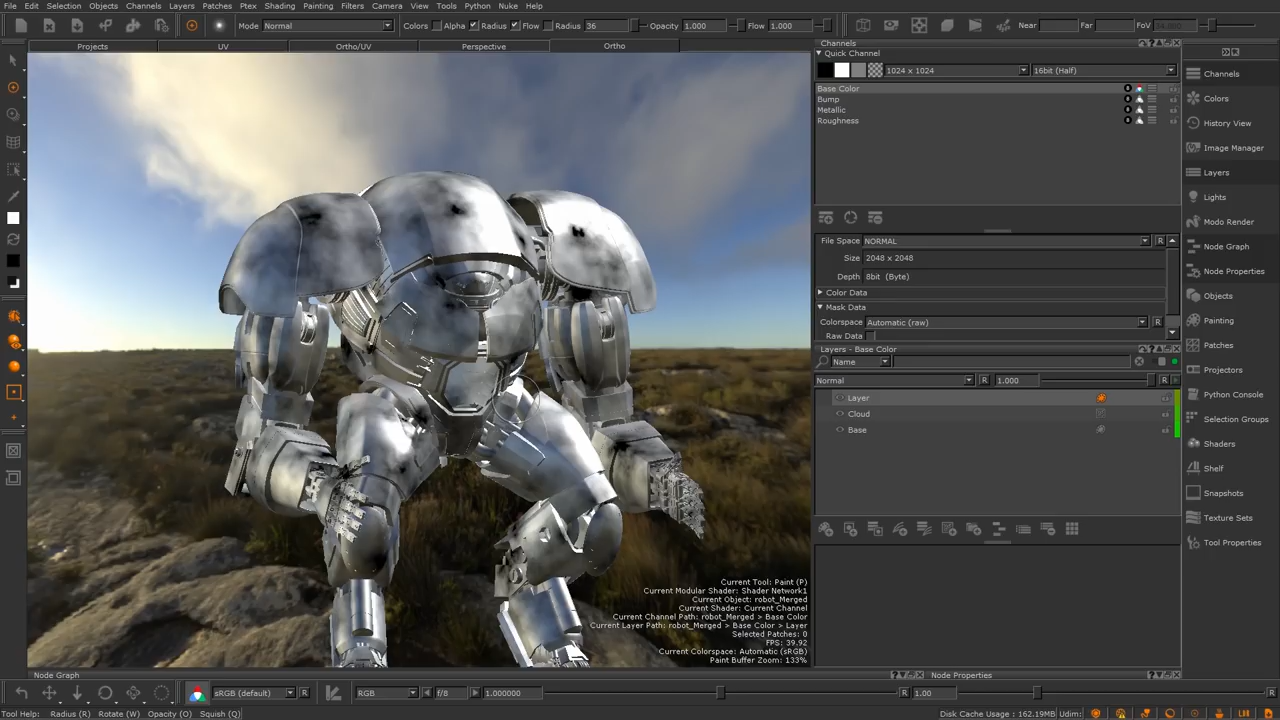 File Edit Selection Objects Channels Layers Patches Ptex Shading Painting Filters Camera View Tools Python Nuke Help
Mode Normal Colors Alpha Radius Flow Radius 36 Opacity 1.000 Flow 1.000 Near Far FoV
Projects UV Ortho/UV Perspective Ortho
Channels
Quick Channel
1024 x 1024 16bit (Half)
Base Color
Bump
Metallic
Roughness
File Space NORMAL R
Size 2048 x 2048
Depth 8bit (Byte)
Color Data
Mask Data
Colorspace Automatic (raw) R
Raw Data
Layers - Base Color
Name
Normal R 1.000 R
Layer
Cloud
Base
Channels
Colors
History View
Image Manager
Layers
Lights
Modo Render
Node Graph
Node Properties
Objects
Painting
Patches
Projectors
Python Console
Selection Groups
Shaders
Shelf
Snapshots
Texture Sets
Tool Properties
Current Tool: Paint (P)
Current Modular Shader: Shader Network1
Current Object: robot_Merged
Current Shader: Current Channel
Current Channel Path: robot_Merged > Base Color
Current Layer Path: robot_Merged > Base Color > Layer
Selected Patches: 0
FPS: 39.92
Current Colorspace: Automatic (sRGB)
Paint Buffer Zoom: 133%
Node Graph Node Properties
sRGB (default) R RGB f/8 1.000000 R 1.00 R
Tool Help: Radius (R) Rotate (W) Opacity (O) Squish (Q) Disk Cache Usage : 162.19MB Udim: